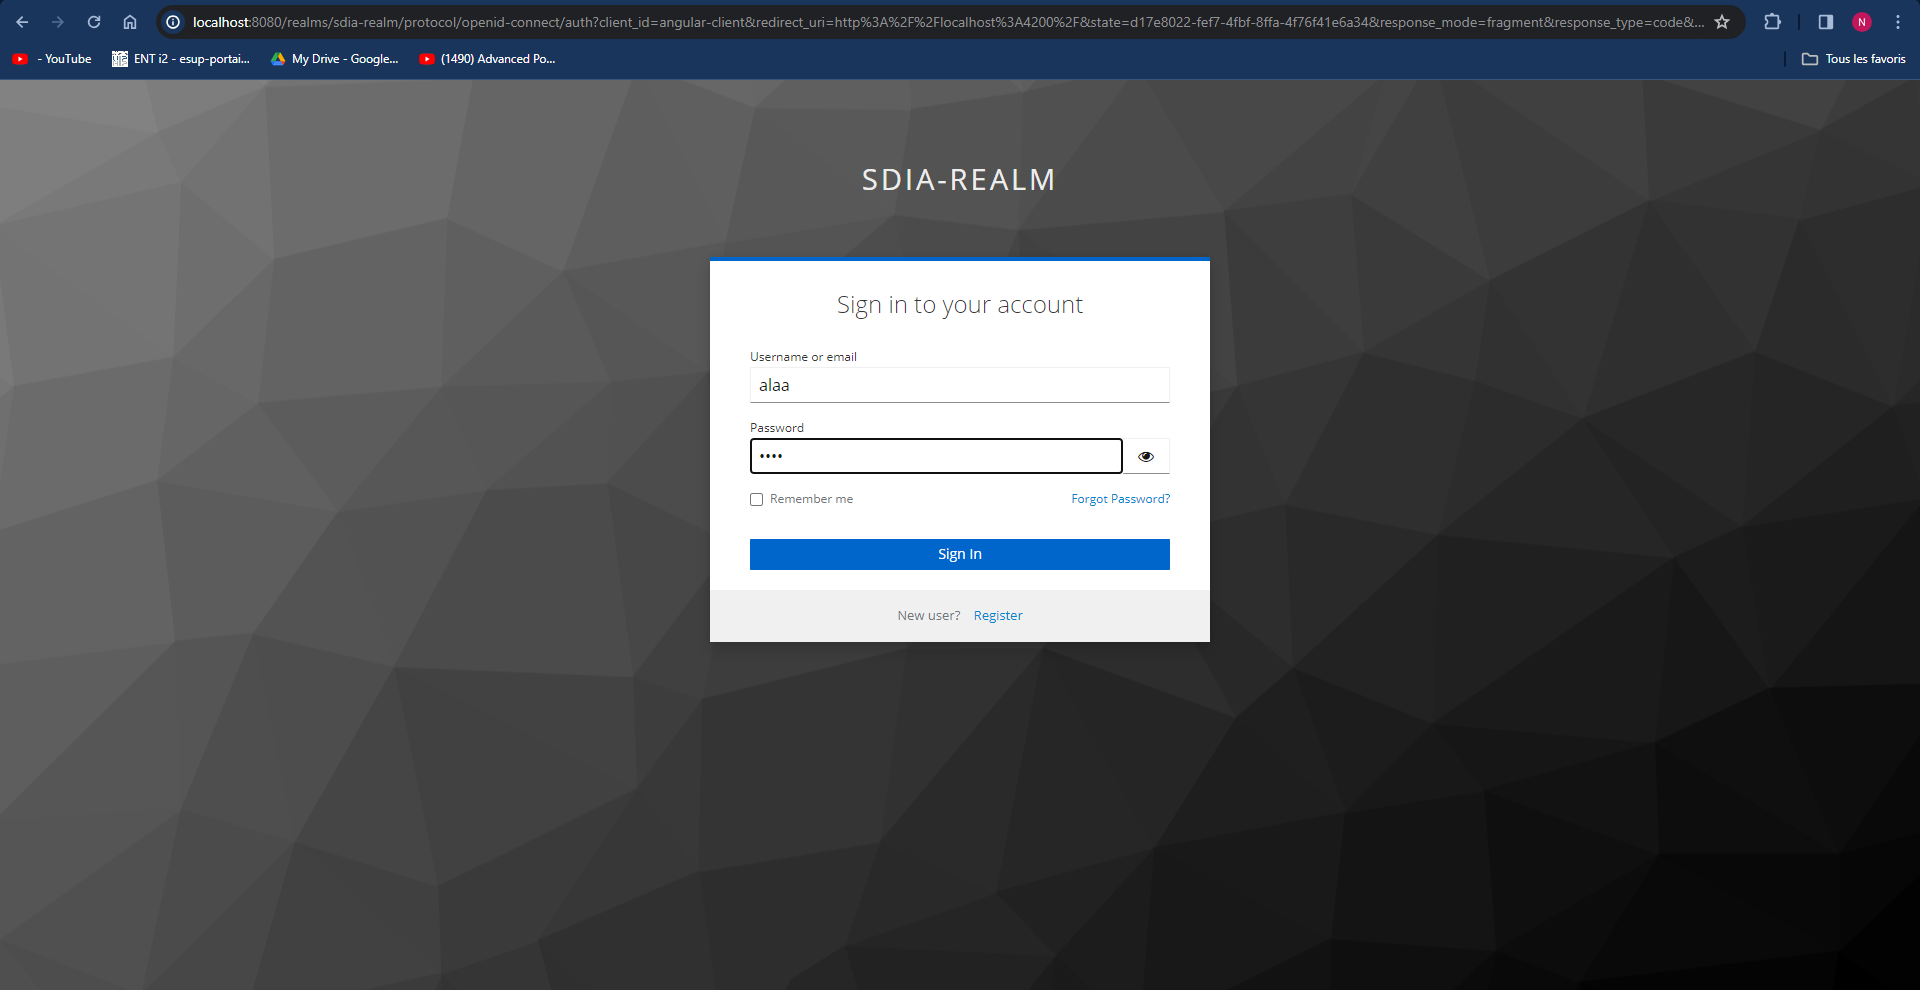 localhost:8080/realms/sdia-realm/protocol/openid-connect/auth?client_id=angular-client&redirect_uri=http%3A%2F%2Flocalhost%3A4200%2F&state=d17e8022-fef7-4fbf-8ffa-4f76f41e6a34&response_mode=fragment&response_type=code&...
N
- YouTube
ENT i2 - esup-portai...
My Drive - Google...
(1490) Advanced Po...
Tous les favoris
SDIA-REALM
Sign in to your account
Username or email
alaa
Password
••••
Remember me
Forgot Password?
Sign In
New user? Register